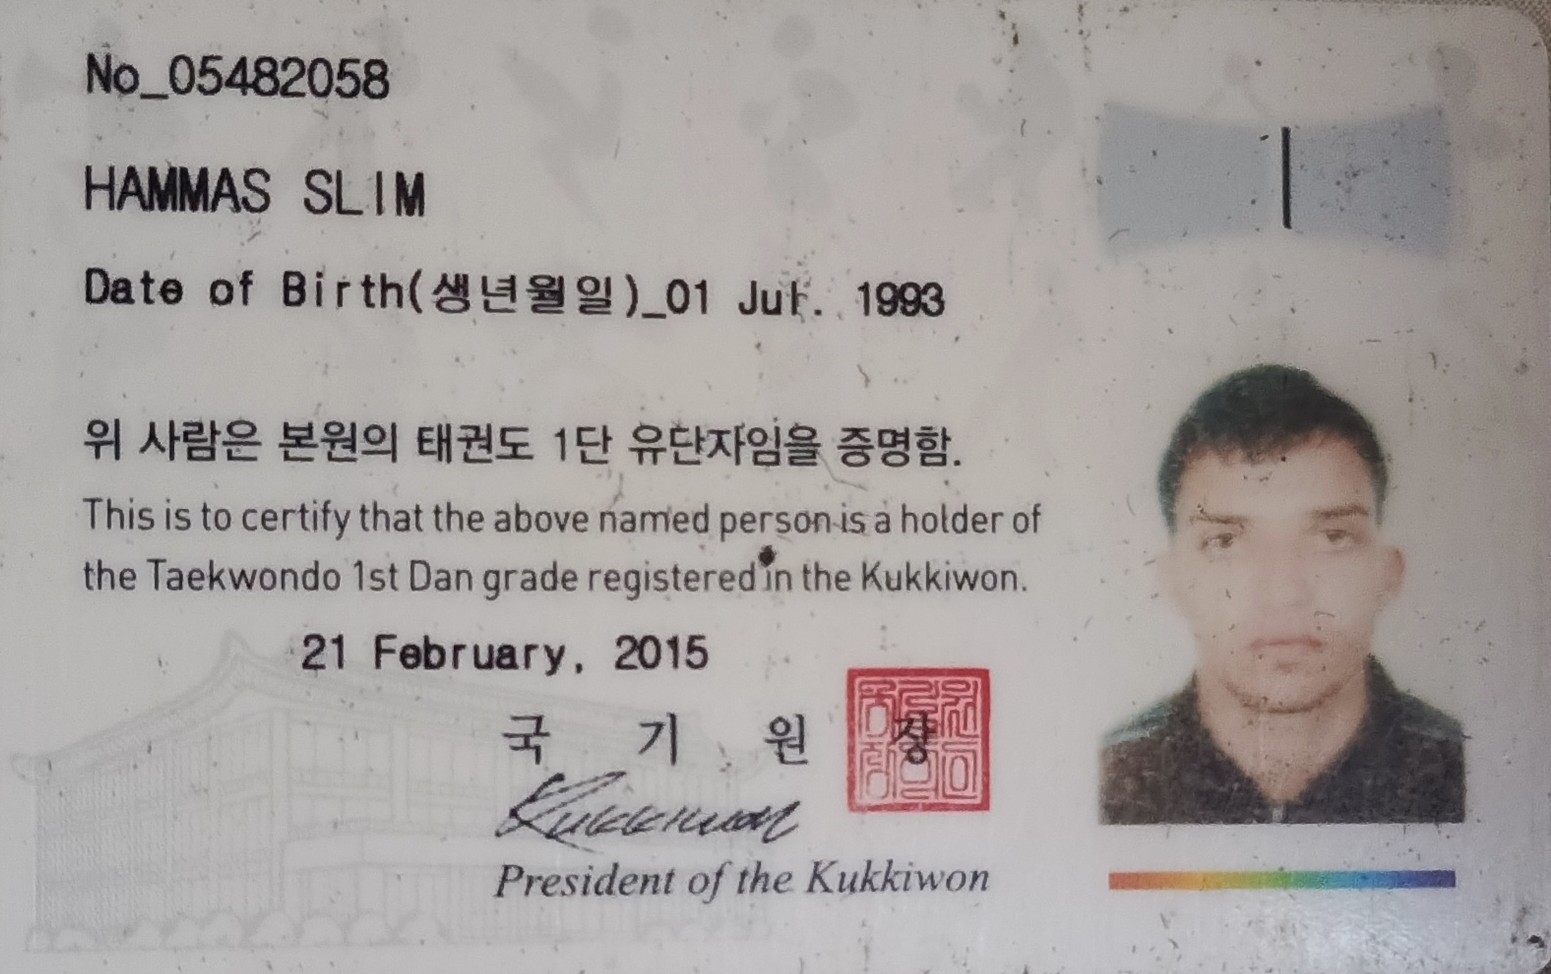 No_05482058
HAMMAS SLIM
Date of Birth(생년월일)_01 Jul. 1993
위 사람은 본원의 태권도 1단 유단자임을 증명함.
This is to certify that the above named person is a holder of
the Taekwondo 1st Dan grade registered in the Kukkiwon.
21 February, 2015
국 기 원 장
Kukkiwon
President of the Kukkiwon